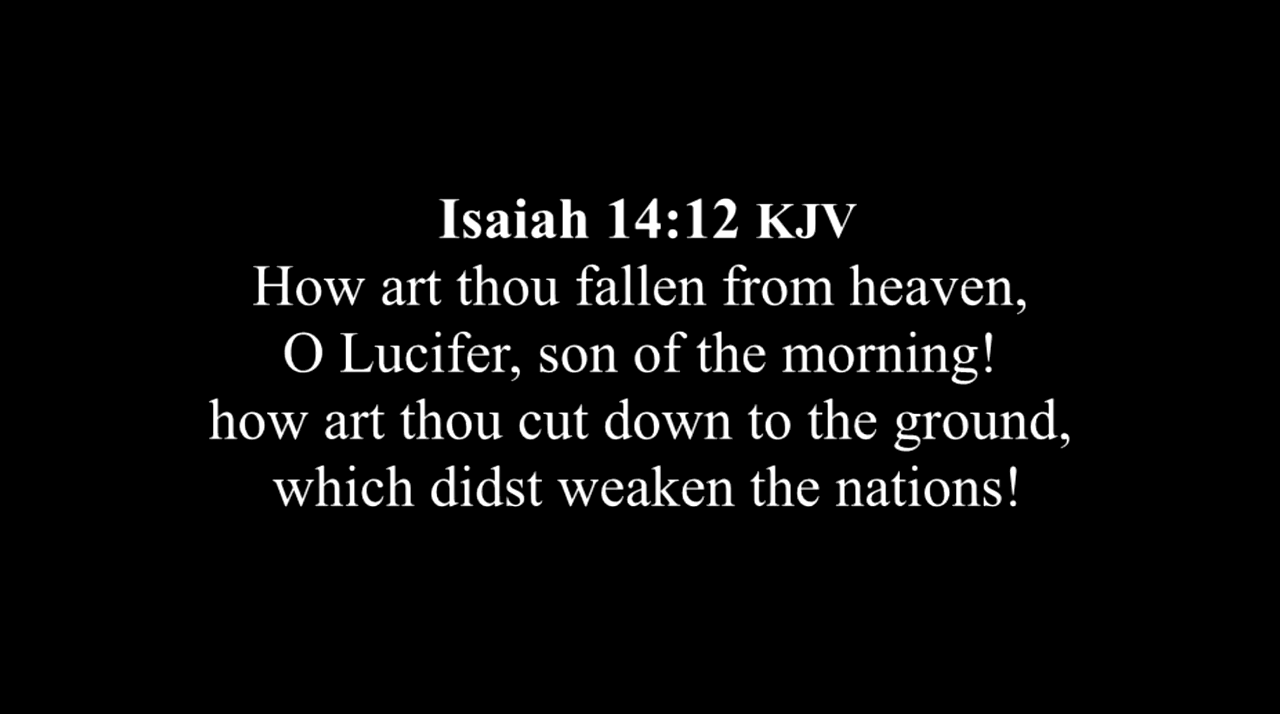 Isaiah 14:12 KJV
How art thou fallen from heaven,
O Lucifer, son of the morning!
how art thou cut down to the ground,
which didst weaken the nations!